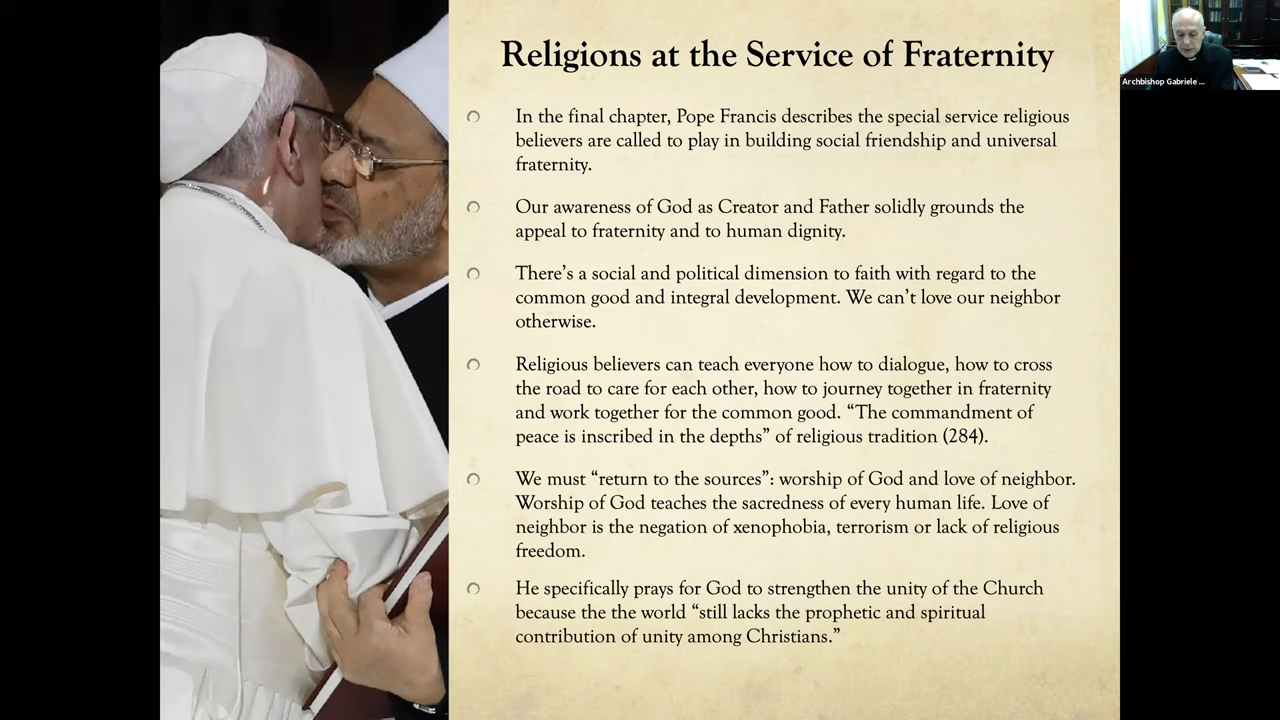 Religions at the Service of Fraternity
Archbishop Gabriele ...
In the final chapter, Pope Francis describes the special service religious
believers are called to play in building social friendship and universal
fraternity.
Our awareness of God as Creator and Father solidly grounds the
appeal to fraternity and to human dignity.
There's a social and political dimension to faith with regard to the
common good and integral development. We can't love our neighbor
otherwise.
Religious believers can teach everyone how to dialogue, how to cross
the road to care for each other, how to journey together in fraternity
and work together for the common good. “The commandment of
peace is inscribed in the depths” of religious tradition (284).
We must “return to the sources”: worship of God and love of neighbor.
Worship of God teaches the sacredness of every human life. Love of
neighbor is the negation of xenophobia, terrorism or lack of religious
freedom.
He specifically prays for God to strengthen the unity of the Church
because the the world “still lacks the prophetic and spiritual
contribution of unity among Christians.”